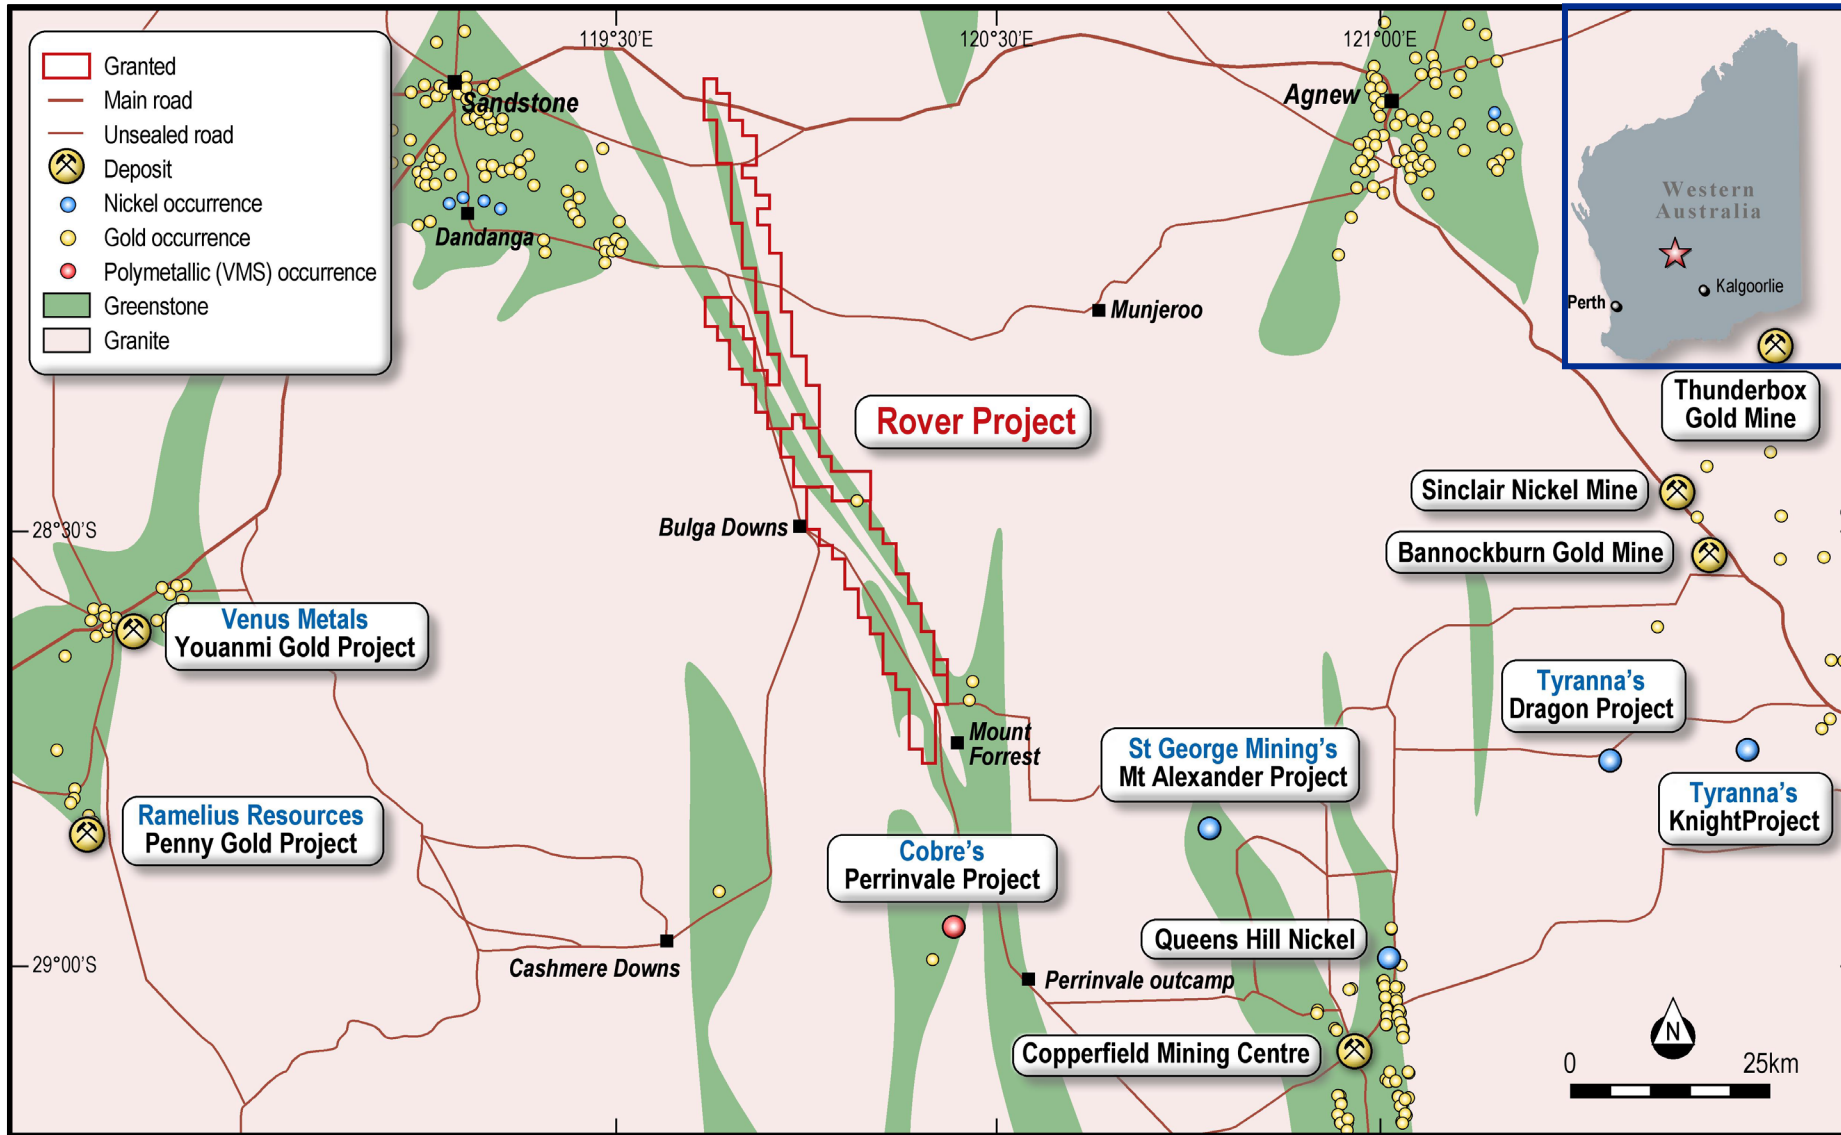 119°30'E
120°30'E
121°00'E
Granted
Main road
Unsealed road
Deposit
Nickel occurrence
Gold occurrence
Polymetallic (VMS) occurrence
Greenstone
Granite
Sandstone
Dandanga
Agnew
Munjeroo
Western
Australia
Kalgoorlie
Perth
Thunderbox
Gold Mine
Rover Project
Sinclair Nickel Mine
Bulga Downs
28°30'S
Bannockburn Gold Mine
Venus Metals
Youanmi Gold Project
Tyranna's
Dragon Project
Mount
Forrest
St George Mining's
Mt Alexander Project
Tyranna's
KnightProject
Ramelius Resources
Penny Gold Project
Cobre's
Perrinvale Project
Queens Hill Nickel
29°00'S
Cashmere Downs
Perrinvale outcamp
Copperfield Mining Centre
N
0 25km